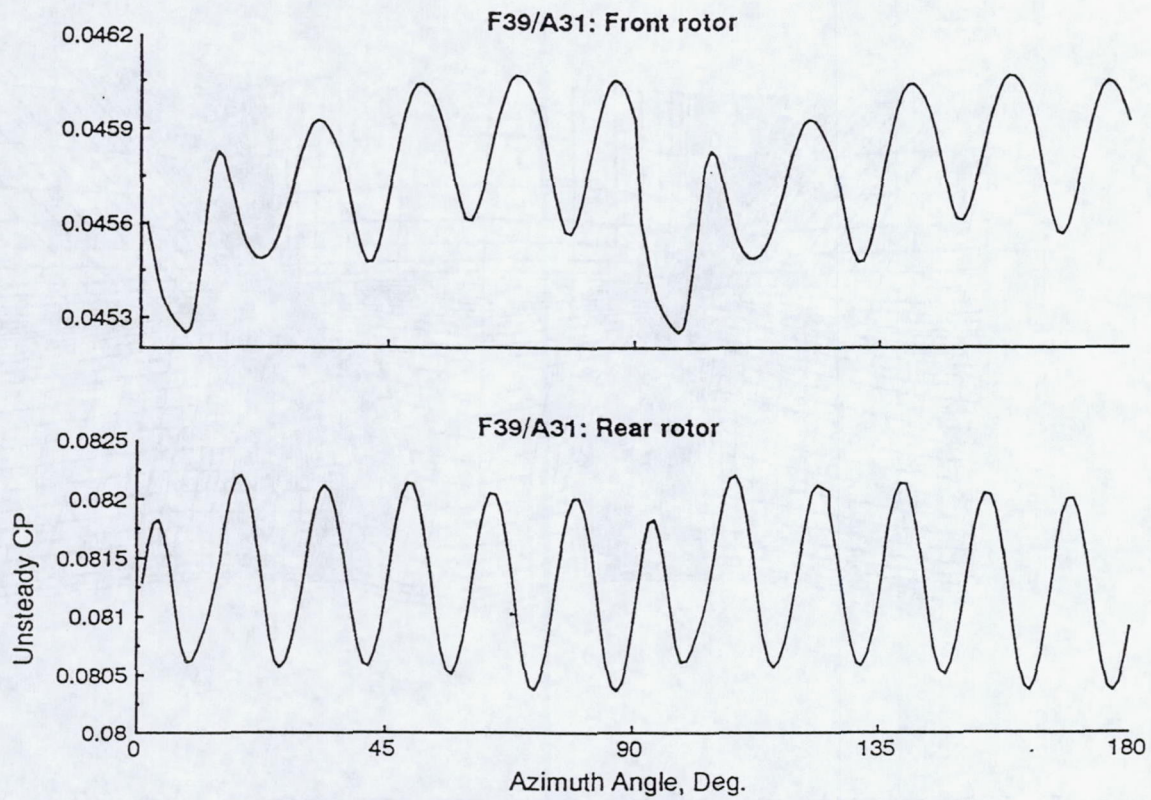 F39/A31: Front rotor
0.0462
0.0459
0.0456
0.0453
F39/A31: Rear rotor
0.0825
0.082
0.0815
0.081
0.0805
0.08
Unsteady CP
0 45 90 135 180
Azimuth Angle, Deg.